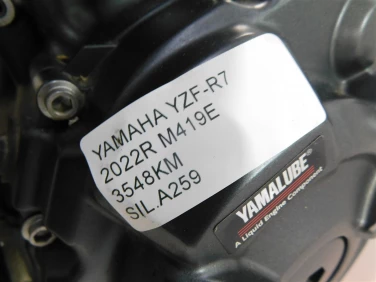 YAMAHA YZF-R7
2022R M419E
3548KM
SIL.A259
YAMALUBE
A Liquid Engine Component